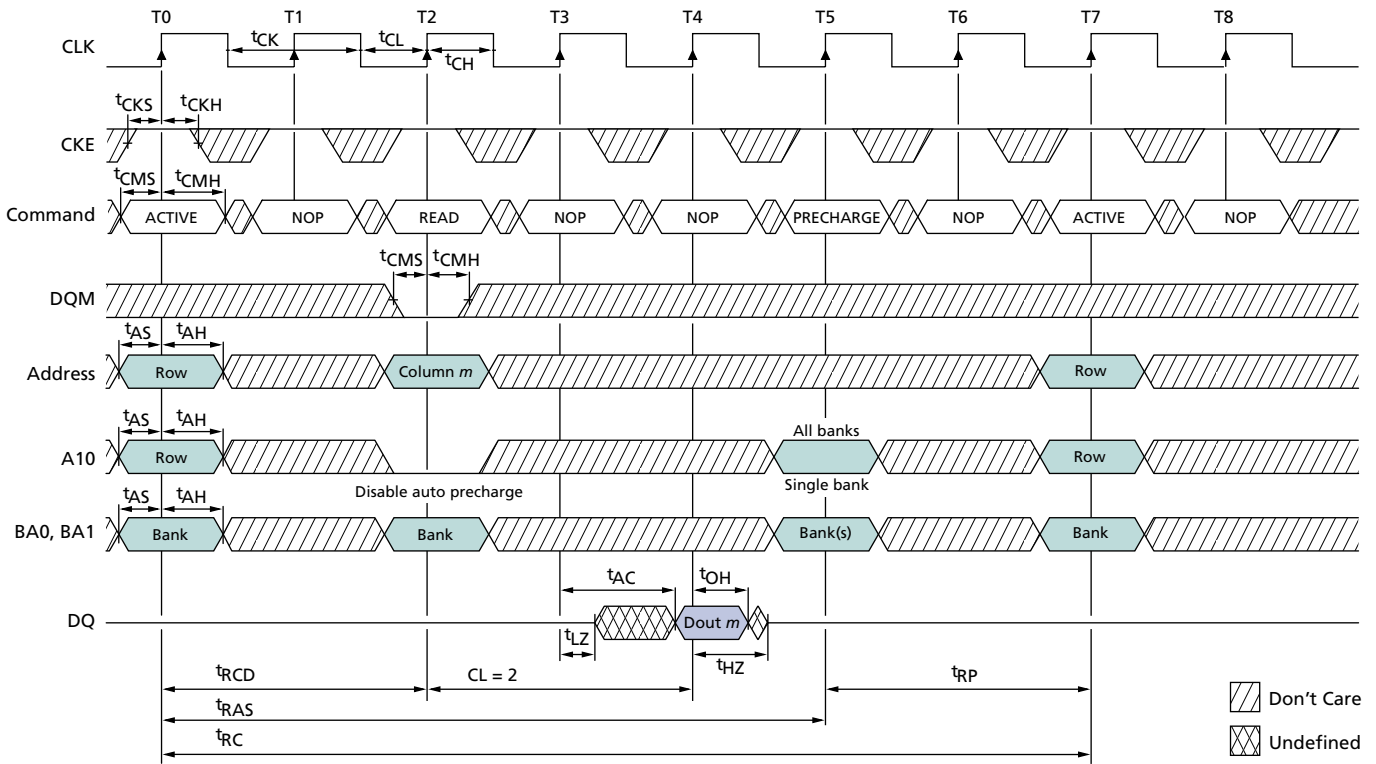 T0 T1 T2 T3 T4 T5 T6 T7 T8
CLK
tCK tCL
tCH
tCKS tCKH
CKE
tCMS tCMH
Command ACTIVE NOP READ NOP NOP PRECHARGE NOP ACTIVE NOP
tCMS tCMH
DQM
tAS tAH
Address Row Column m Row
tAS tAH
All banks
A10 Row Row
Disable auto precharge Single bank
tAS tAH
BA0, BA1 Bank Bank Bank(s) Bank
tAC tOH
DQ Dout m
tLZ tHZ
tRCD CL = 2 tRP
tRAS
tRC
Don't Care
Undefined